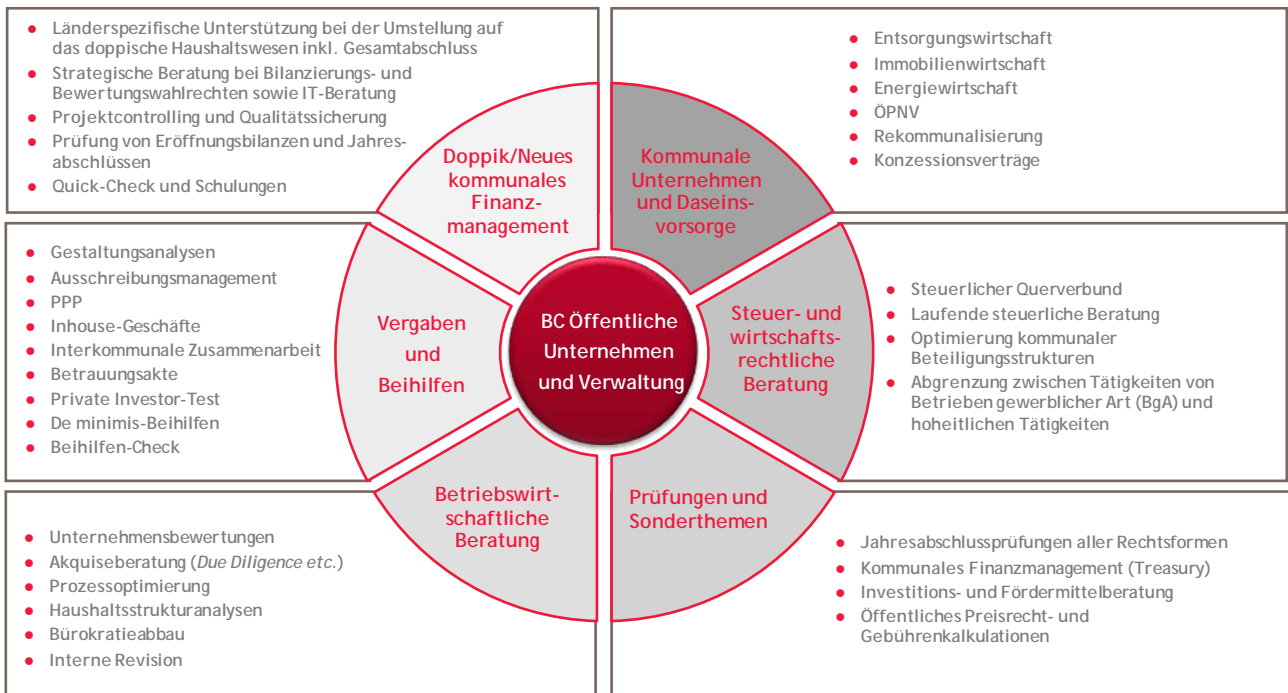 Länderspezifische Unterstützung bei der Umstellung auf
das doppische Haushaltswesen inkl. Gesamtabschluss
Strategische Beratung bei Bilanzierungs- und
Bewertungswahlrechten sowie IT-Beratung
Projektcontrolling und Qualitätssicherung
Prüfung von Eröffnungsbilanzen und Jahres-
abschlüssen
Quick-Check und Schulungen
Doppik/Neues
kommunales
Finanz-
management
Kommunale
Unternehmen
und Daseins-
vorsorge
Entsorgungswirtschaft
Immobilienwirtschaft
Energiewirtschaft
ÖPNV
Rekommunalisierung
Konzessionsverträge
Gestaltungsanalysen
Ausschreibungsmanagement
PPP
Inhouse-Geschäfte
Interkommunale Zusammenarbeit
Betrauungsakte
Private Investor-Test
De minimis-Beihilfen
Beihilfen-Check
Vergaben
und
Beihilfen
BC Öffentliche
Unternehmen
und Verwaltung
Steuer- und
wirtschafts-
rechtliche
Beratung
Steuerlicher Querverbund
Laufende steuerliche Beratung
Optimierung kommunaler
Beteiligungsstrukturen
Abgrenzung zwischen Tätigkeiten von
Betrieben gewerblicher Art (BgA) und
hoheitlichen Tätigkeiten
Unternehmensbewertungen
Akquiseberatung (Due Diligence etc.)
Prozessoptimierung
Haushaltsstrukturanalysen
Bürokratieabbau
Interne Revision
Betriebswirt-
schaftliche
Beratung
Prüfungen und
Sonderthemen
Jahresabschlussprüfungen aller Rechtsformen
Kommunales Finanzmanagement (Treasury)
Investitions- und Fördermittelberatung
Öffentliches Preisrecht- und
Gebührenkalkulationen